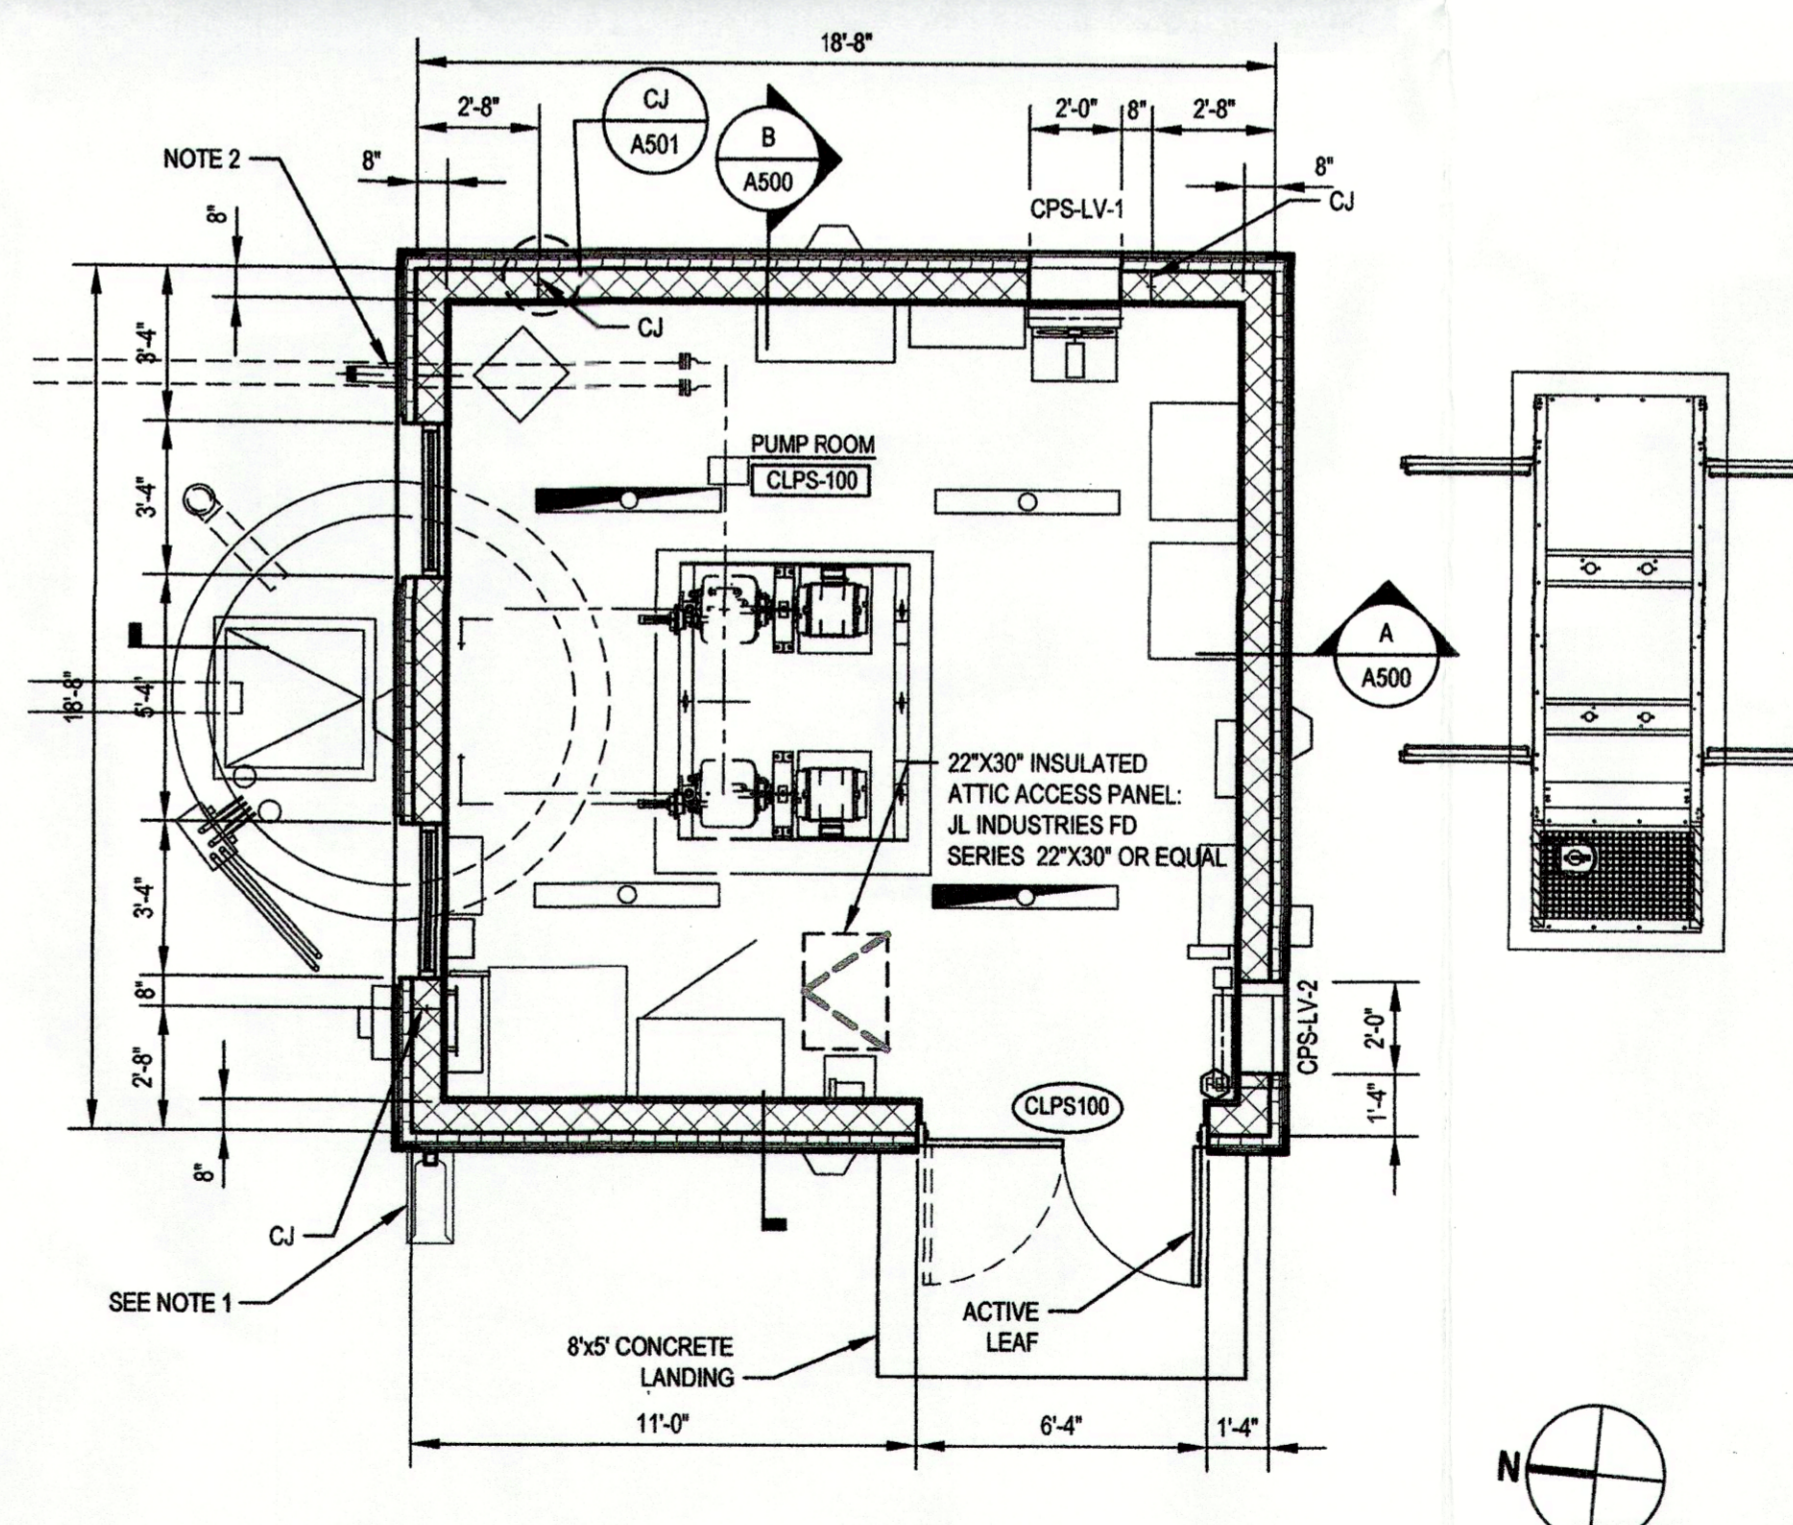 18'-8"
2'-8"
CJ
A501
B
A500
2'-0"
8"
2'-8"
NOTE 2
8"
8"
CPS-LV-1
CJ
8"
CJ
3'-4"
PUMP ROOM
CLPS-100
3'-4"
A
A500
18'-8"
5'-4"
22"X30" INSULATED
ATTIC ACCESS PANEL:
JL INDUSTRIES FD
SERIES 22"X30" OR EQUAL
3'-4"
8"
CPS-LV-2
2'-0"
2'-8"
1'-4"
CLPS100
8"
CJ
SEE NOTE 1
ACTIVE
LEAF
8'x5' CONCRETE
LANDING
11'-0"
6'-4"
1'-4"
N